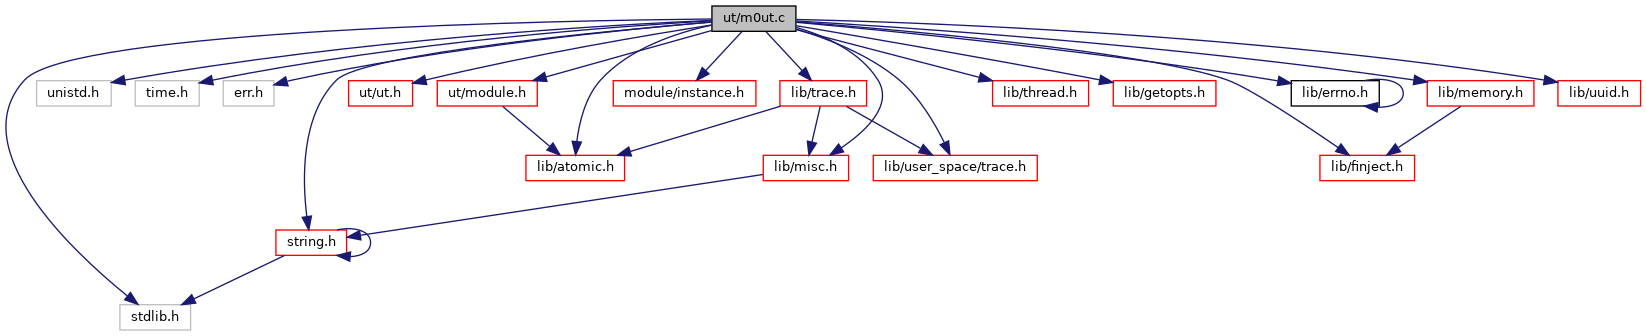 ut/m0ut.c
unistd.h
time.h
err.h
ut/ut.h
ut/module.h
module/instance.h
lib/trace.h
lib/thread.h
lib/getopts.h
lib/errno.h
lib/memory.h
lib/uuid.h
lib/atomic.h
lib/misc.h
lib/user_space/trace.h
lib/finject.h
string.h
stdlib.h